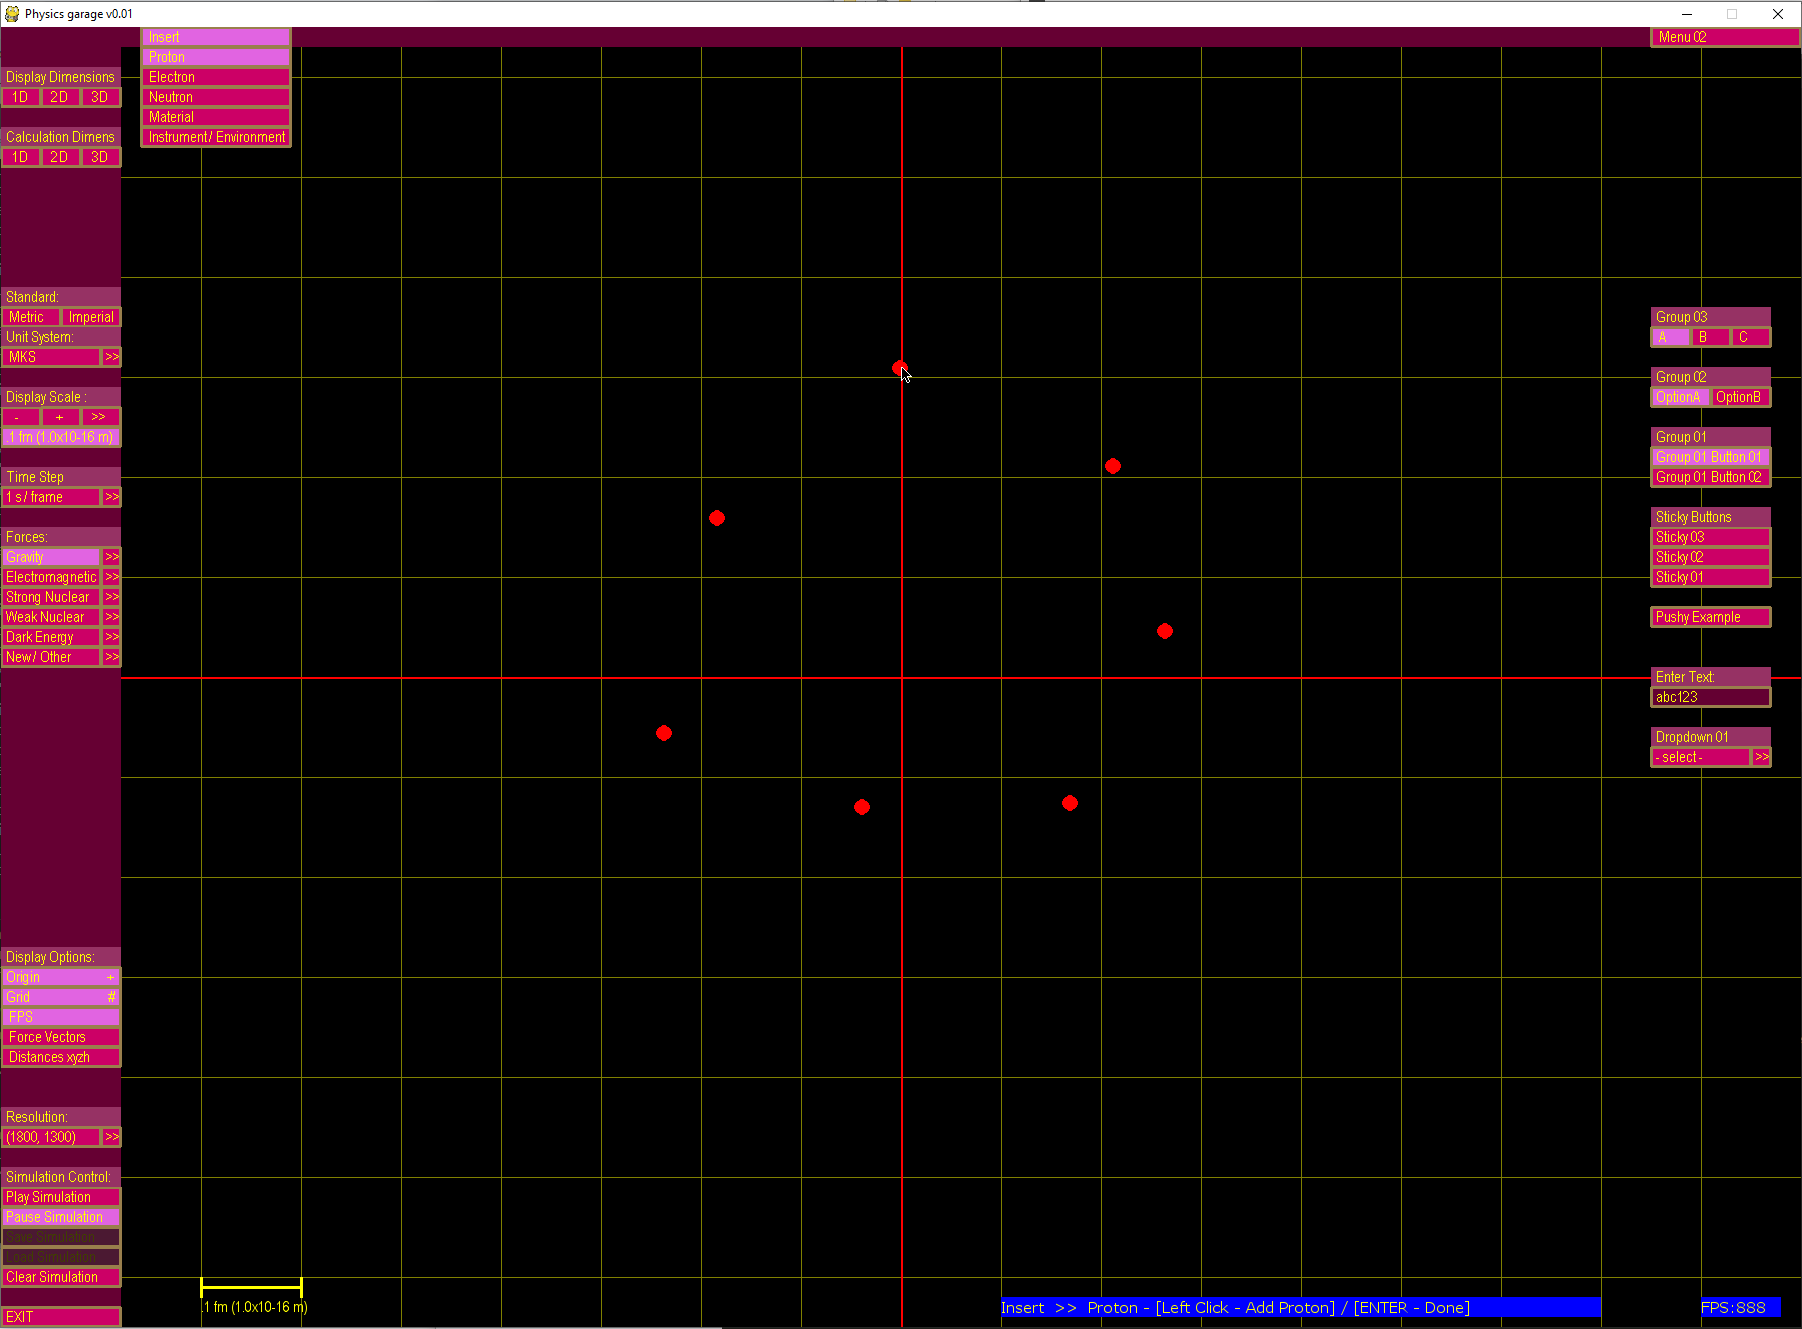 Physics garage v0.01
Insert
Proton
Electron
Neutron
Material
Instrument / Environment
Menu 02
Display Dimensions
1D 2D 3D
Calculation Dimens
1D 2D 3D
Standard:
Metric Imperial
Unit System:
MKS >>
Display Scale :
- + >>
.1 fm (1.0x10-16 m)
Time Step
1 s / frame >>
Forces:
Gravity >>
Electromagnetic >>
Strong Nuclear >>
Weak Nuclear >>
Dark Energy >>
New / Other >>
Display Options:
Origin +
Grid #
FPS
Force Vectors
Distances xyzh
Resolution:
(1800, 1300) >>
Simulation Control:
Play Simulation
Pause Simulation
Save Simulation
Load Simulation
Clear Simulation
EXIT
Group 03
A B C
Group 02
OptionA OptionB
Group 01
Group 01 Button 01
Group 01 Button 02
Sticky Buttons
Sticky 03
Sticky 02
Sticky 01
Pushy Example
Enter Text:
abc123
Dropdown 01
- select - >>
.1 fm (1.0x10-16 m)
Insert >> Proton - [Left Click - Add Proton] / [ENTER - Done]
FPS:888